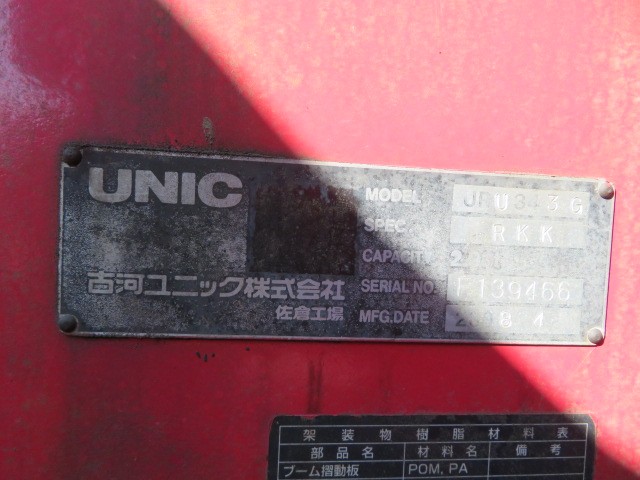 UNIC
古河ユニック株式会社
佐倉工場
MODEL
SPEC RKK
CAPACITY
SERIAL NO. F139466
MFG.DATE
架装物樹脂材料表
部品名 材料名 備考
ブーム摺動板 POM, PA